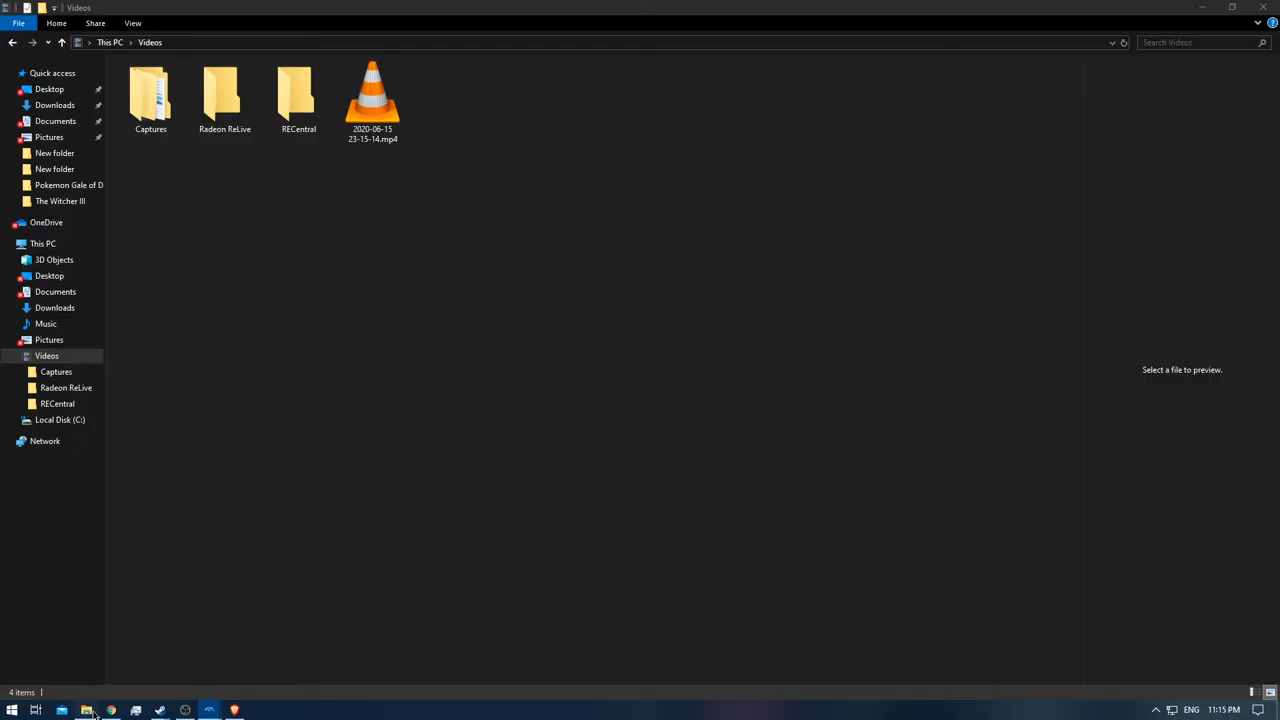 Videos
File
Home
Share
View
This PC
Videos
Search Videos
Quick access
Desktop
Downloads
Documents
Pictures
New folder
New folder
Pokemon Gale of D
The Witcher III
OneDrive
This PC
3D Objects
Desktop
Documents
Downloads
Music
Pictures
Videos
Captures
Radeon ReLive
RECentral
Local Disk (C:)
Network
Captures
Radeon ReLive
RECentral
2020-06-15
23-15-14.mp4
Select a file to preview.
4 items
ENG
11:15 PM